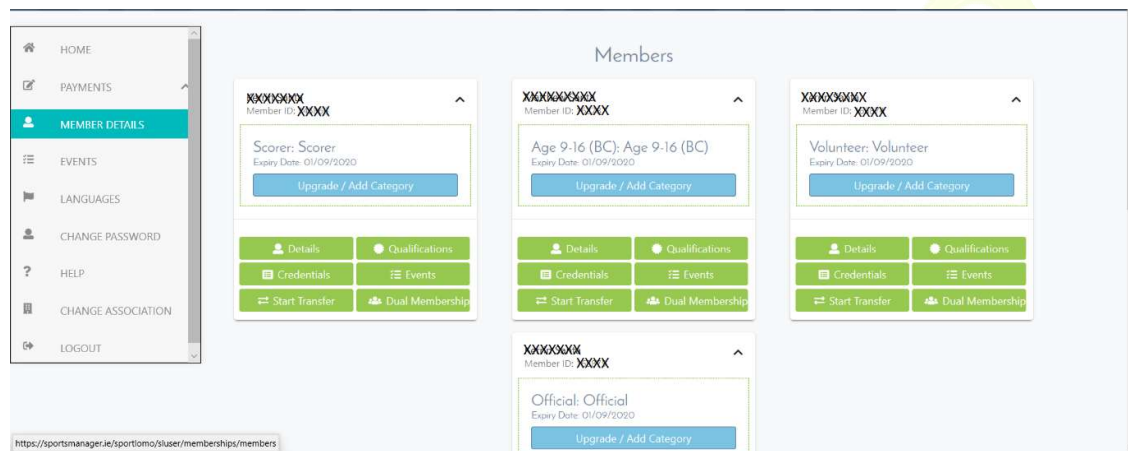 HOME
PAYMENTS
MEMBER DETAILS
EVENTS
LANGUAGES
CHANGE PASSWORD
HELP
CHANGE ASSOCIATION
LOGOUT
Members
XXXXXXX
Member ID: XXXX
Scorer: Scorer
Expiry Date: 01/09/2020
Upgrade / Add Category
Details
Qualifications
Credentials
Events
Start Transfer
Dual Membership
XXXXXXXXX
Member ID: XXXX
Age 9-16 (BC): Age 9-16 (BC)
Expiry Date: 01/09/2020
Upgrade / Add Category
Details
Qualifications
Credentials
Events
Start Transfer
Dual Membership
XXXXXXXX
Member ID: XXXX
Volunteer: Volunteer
Expiry Date: 01/09/2020
Upgrade / Add Category
Details
Qualifications
Credentials
Events
Start Transfer
Dual Membership
XXXXXXX
Member ID: XXXX
Official: Official
Expiry Date: 01/09/2020
Upgrade / Add Category
https://sportsmanager.ie/sportlomo/sluser/memberships/members